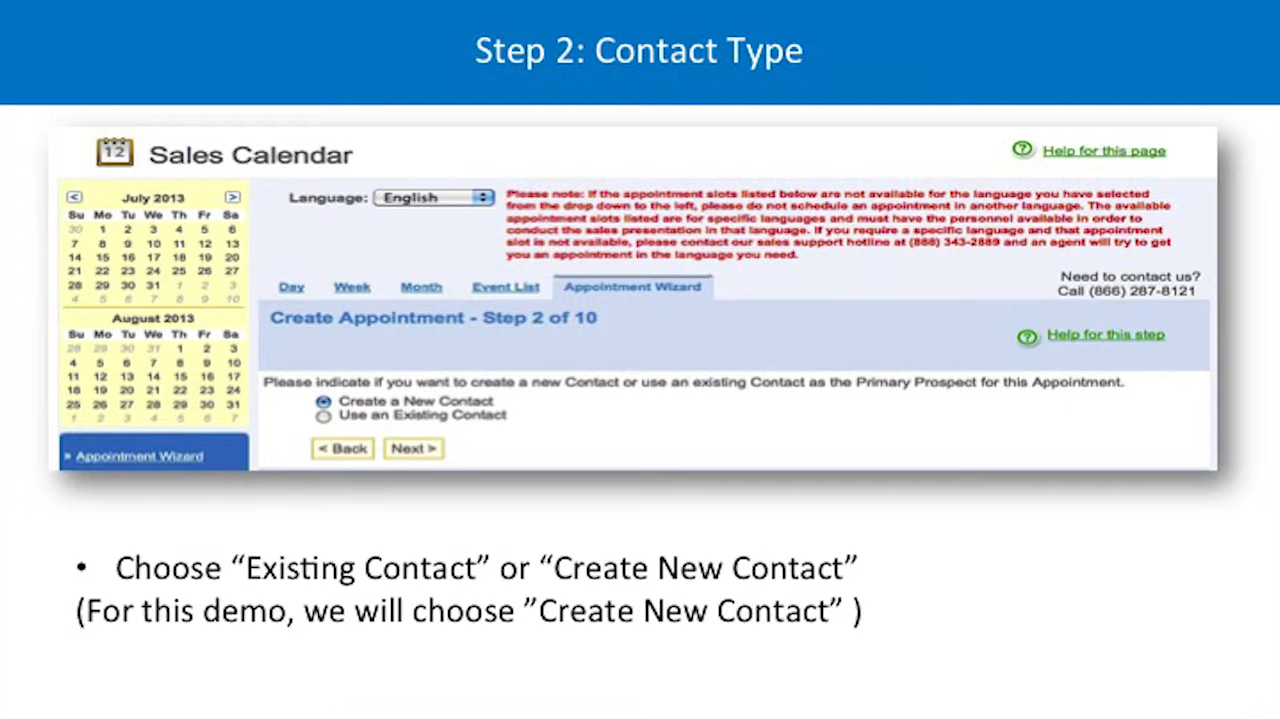 Step 2: Contact Type
12
Sales Calendar
? Help for this page
< July 2013 >
Su Mo Tu We Th Fr Sa
30 1 2 3 4 5 6
7 8 9 10 11 12 13
14 15 16 17 18 19 20
21 22 23 24 25 26 27
28 29 30 31 1 2 3
4 5 6 7 8 9 10
August 2013
Su Mo Tu We Th Fr Sa
28 29 30 31 1 2 3
4 5 6 7 8 9 10
11 12 13 14 15 16 17
18 19 20 21 22 23 24
25 26 27 28 29 30 31
1 2 3 4 5 6 7
» Appointment Wizard
Language: English
Please note: If the appointment slots listed below are not available for the language you have selected
from the drop down to the left, please do not schedule an appointment in another language. The available
appointment slots listed are for specific languages and must have the personnel available in order to
conduct the sales presentation in that language. If you require a specific language and that appointment
slot is not available, please contact our sales support hotline at (888) 343-2889 and an agent will try to get
you an appointment in the language you need.
Day Week Month Event List Appointment Wizard
Need to contact us?
Call (866) 287-8121
Create Appointment - Step 2 of 10
? Help for this step
Please indicate if you want to create a new Contact or use an existing Contact as the Primary Prospect for this Appointment.
Create a New Contact
Use an Existing Contact
< Back Next >
• Choose “Existing Contact” or “Create New Contact”
(For this demo, we will choose ”Create New Contact” )